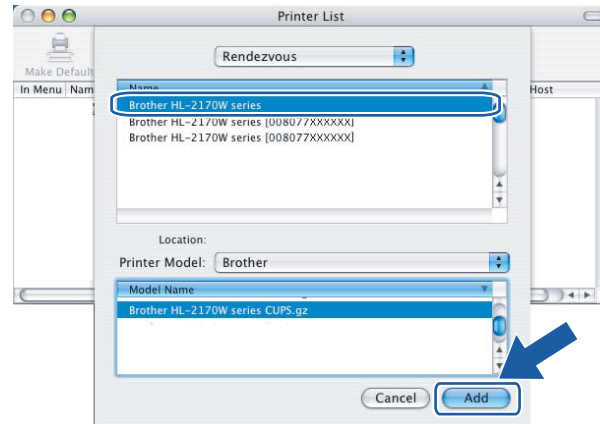 Printer List
Rendezvous
Make Default
In Menu Nam
Name
Host
Brother HL-2170W series
Brother HL-2170W series [008077XXXXXX]
Brother HL-2170W series [008077XXXXXX]
Location:
Printer Model: Brother
Model Name
Brother HL-2170W series CUPS.gz
Cancel Add